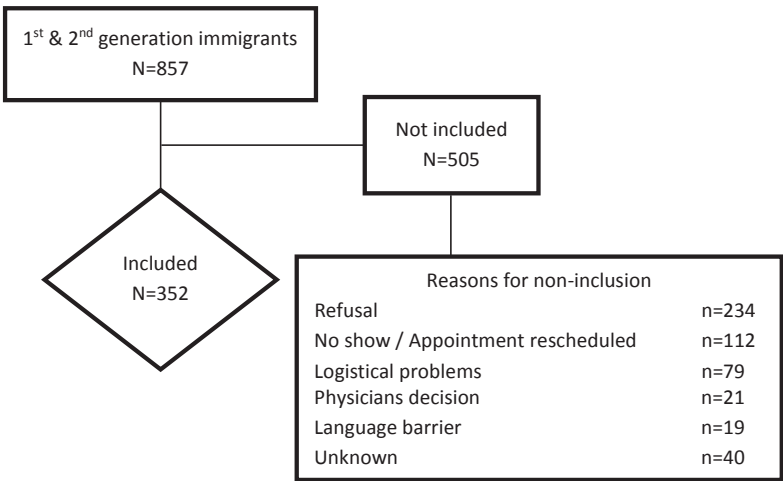 1st & 2nd generation immigrants
N=857
Not included
N=505
Included
N=352
Reasons for non-inclusion
Refusal n=234
No show / Appointment rescheduled n=112
Logistical problems n=79
Physicians decision n=21
Language barrier n=19
Unknown n=40